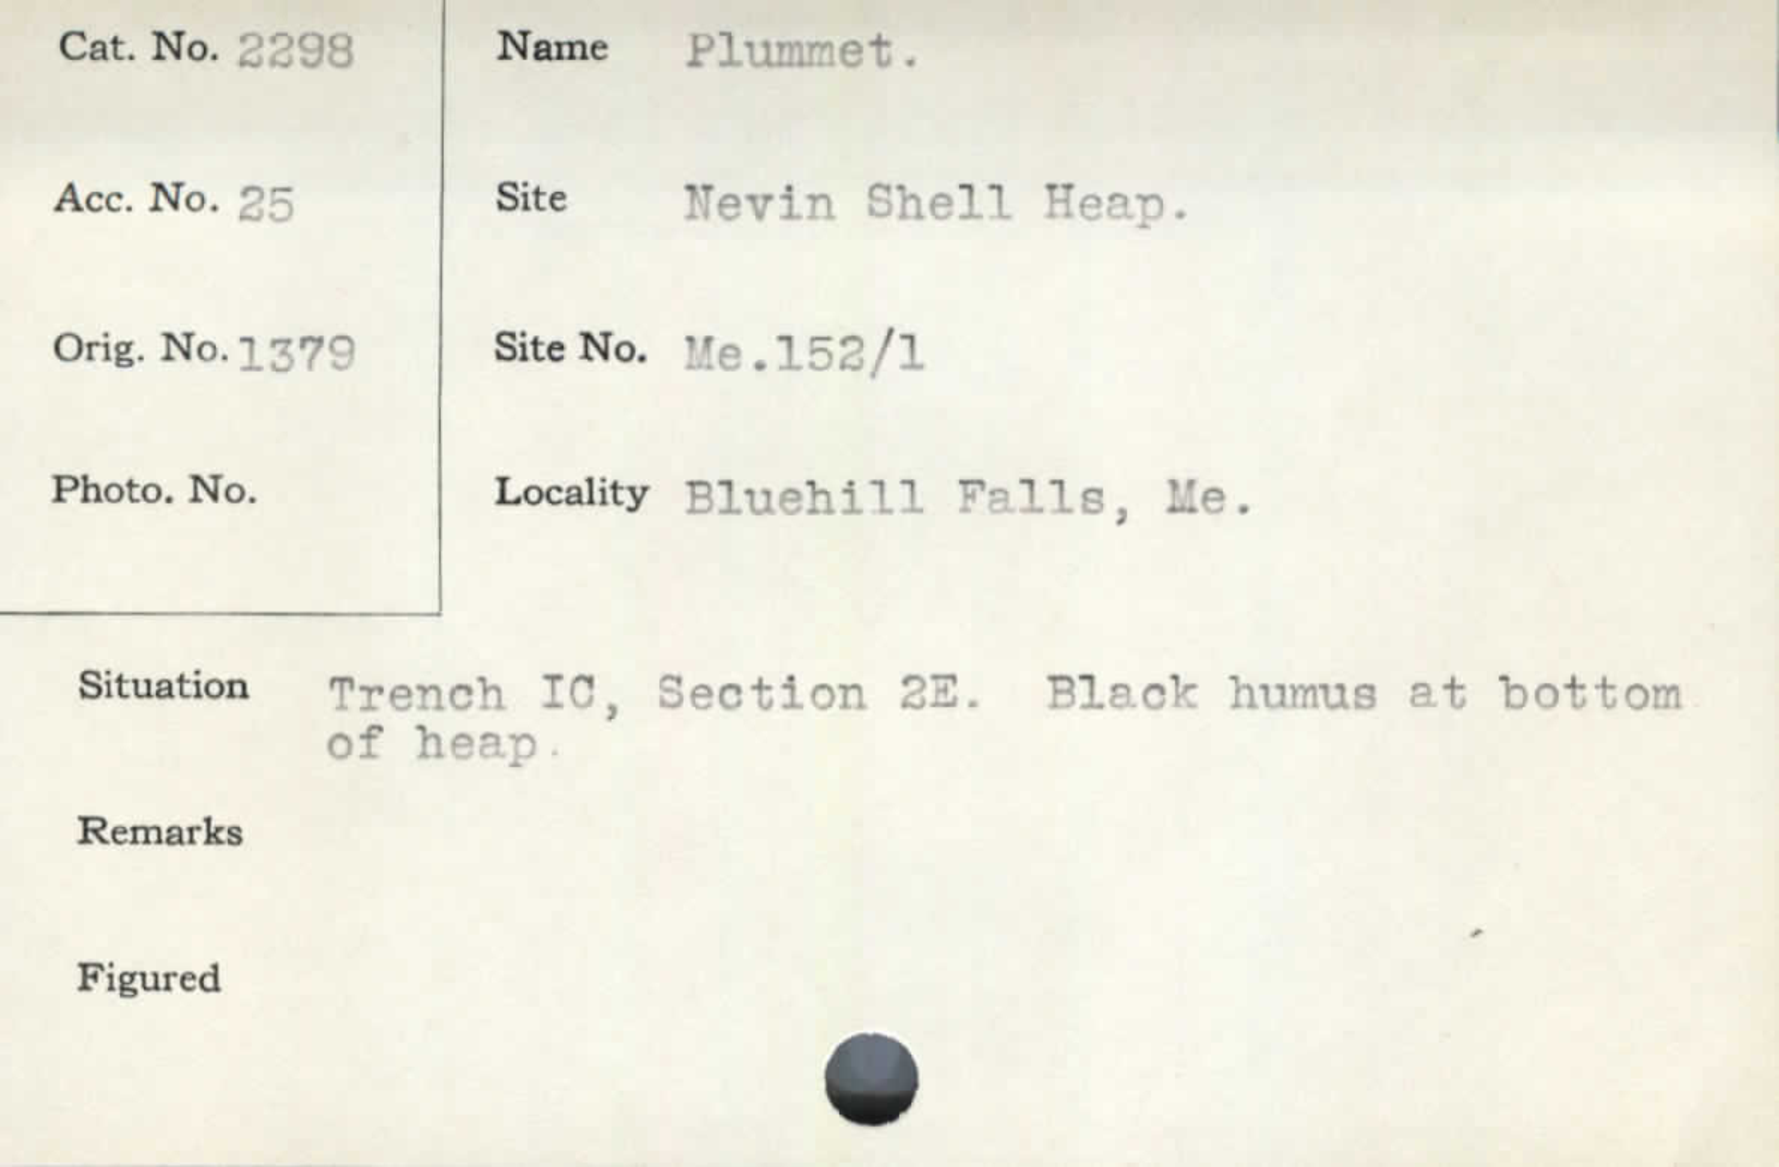 Cat. No. 2298
Name Plummet.
Acc. No. 25
Site Nevin Shell Heap.
Orig. No. 1379
Site No. Me.152/1
Photo. No.
Locality Bluehill Falls, Me.
Situation Trench IC, Section 2E. Black humus at bottom
of heap.
Remarks
Figured